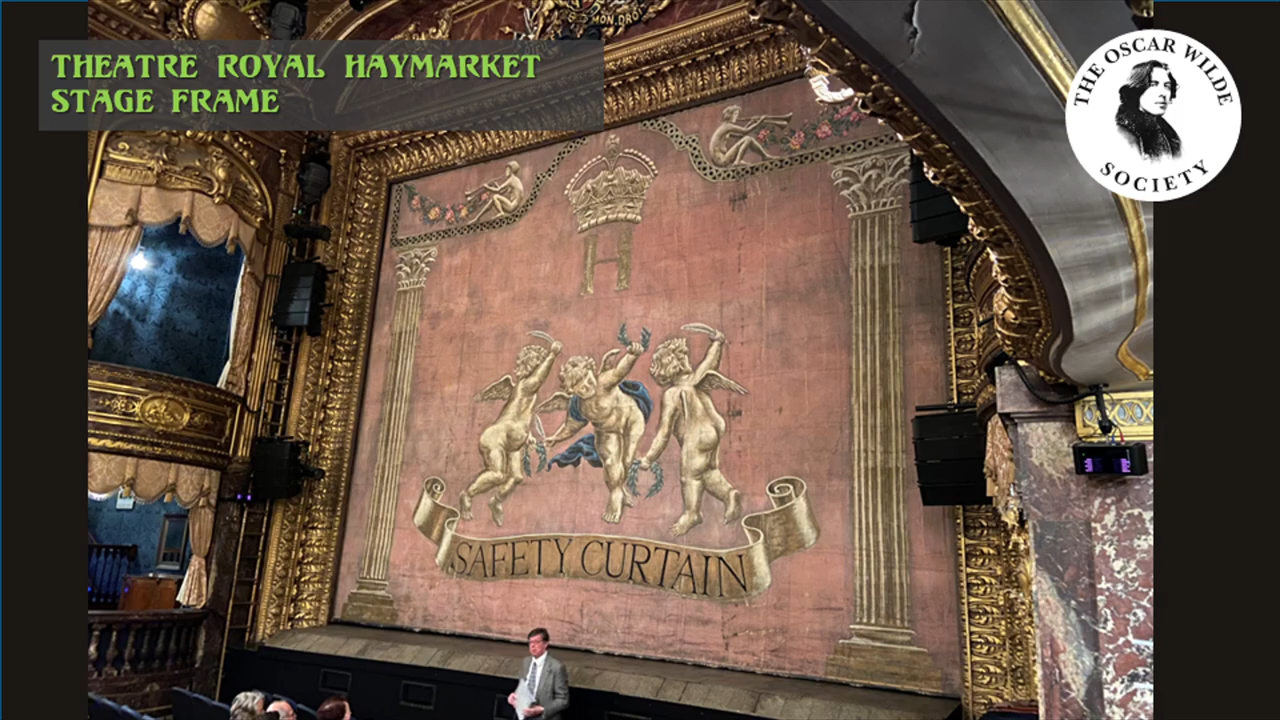 THEATRE ROYAL HAYMARKET
STAGE FRAME
THE OSCAR WILDE
SOCIETY
H
SAFETY CURTAIN